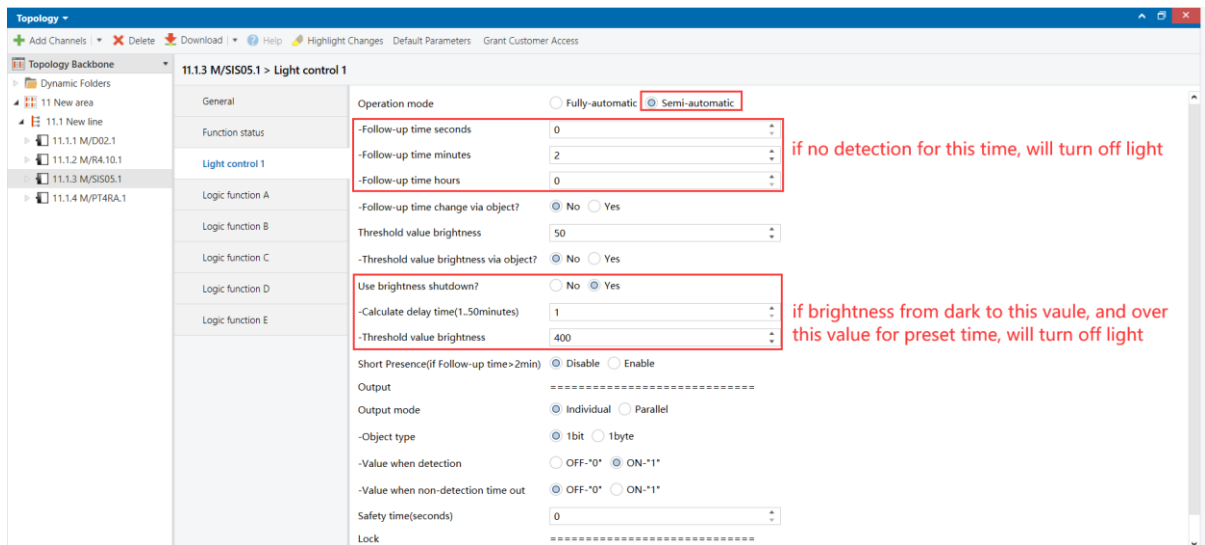 Topology
Add Channels Delete Download Help Highlight Changes Default Parameters Grant Customer Access
Topology Backbone
Dynamic Folders
11 New area
11.1 New line
11.1.1 M/D02.1
11.1.2 M/R4.10.1
11.1.3 M/SIS05.1
11.1.4 M/PT4RA.1
11.1.3 M/SIS05.1 > Light control 1
General
Function status
Light control 1
Logic function A
Logic function B
Logic function C
Logic function D
Logic function E
Operation mode Fully-automatic Semi-automatic
-Follow-up time seconds 0
-Follow-up time minutes 2
-Follow-up time hours 0
if no detection for this time, will turn off light
-Follow-up time change via object? No Yes
Threshold value brightness 50
-Threshold value brightness via object? No Yes
Use brightness shutdown? No Yes
-Calculate delay time(1..50minutes) 1
-Threshold value brightness 400
if brightness from dark to this vaule, and over
this value for preset time, will turn off light
Short Presence(if Follow-up time>2min) Disable Enable
Output =============================
Output mode Individual Parallel
-Object type 1bit 1byte
-Value when detection OFF-"0" ON-"1"
-Value when non-detection time out OFF-"0" ON-"1"
Safety time(seconds) 0
Lock =============================